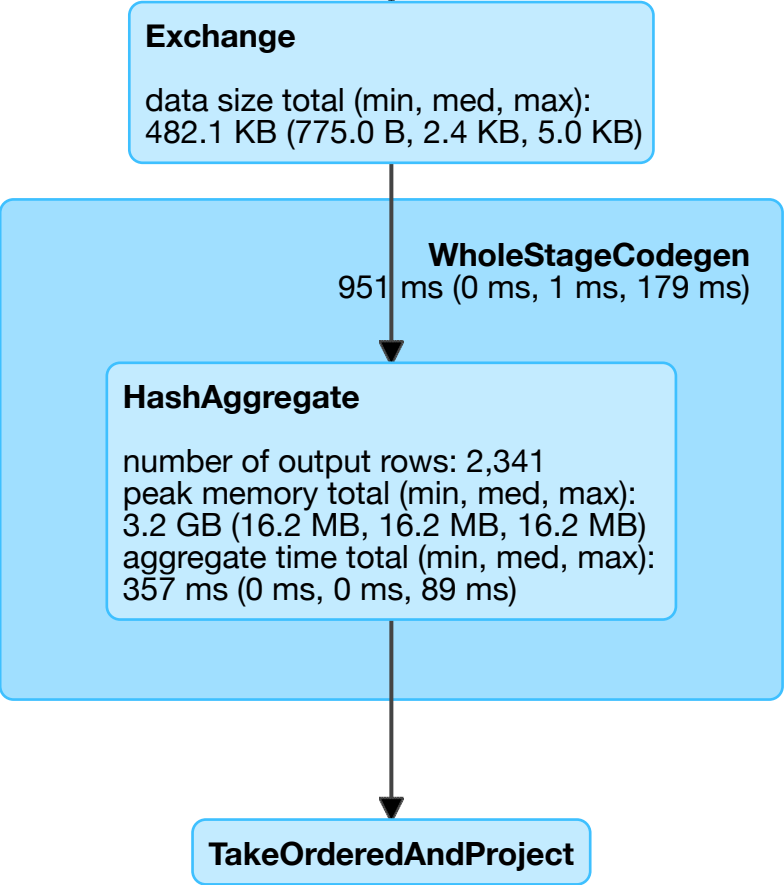 Exchange
data size total (min, med, max):
482.1 KB (775.0 B, 2.4 KB, 5.0 KB)
WholeStageCodegen
951 ms (0 ms, 1 ms, 179 ms)
HashAggregate
number of output rows: 2,341
peak memory total (min, med, max):
3.2 GB (16.2 MB, 16.2 MB, 16.2 MB)
aggregate time total (min, med, max):
357 ms (0 ms, 0 ms, 89 ms)
TakeOrderedAndProject